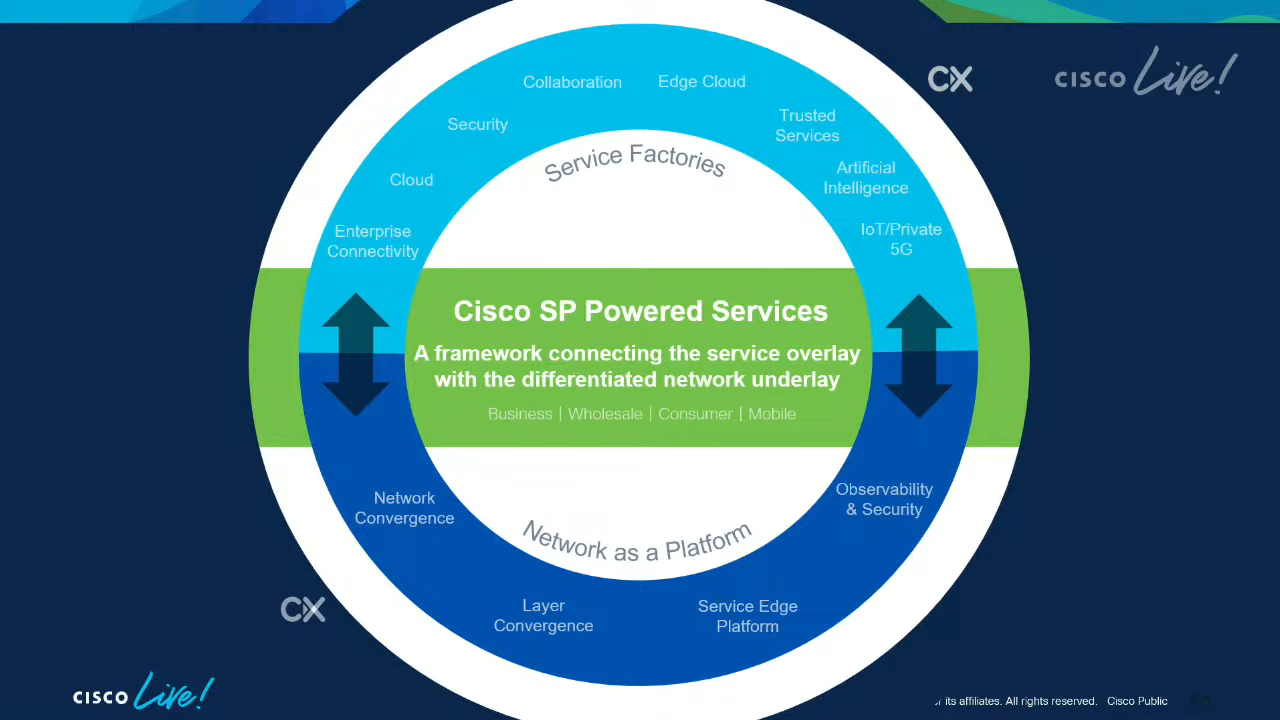 Collaboration
Edge Cloud
CX
CISCO Live!
Security
Trusted
Services
Cloud
Artificial
Intelligence
Service Factories
Enterprise
Connectivity
IoT/Private
5G
Cisco SP Powered Services
A framework connecting the service overlay
with the differentiated network underlay
Business | Wholesale | Consumer | Mobile
Network
Convergence
Observability
& Security
Network as a Platform
Layer
Convergence
Service Edge
Platform
CX
CISCO Live!
its affiliates. All rights reserved. Cisco Public